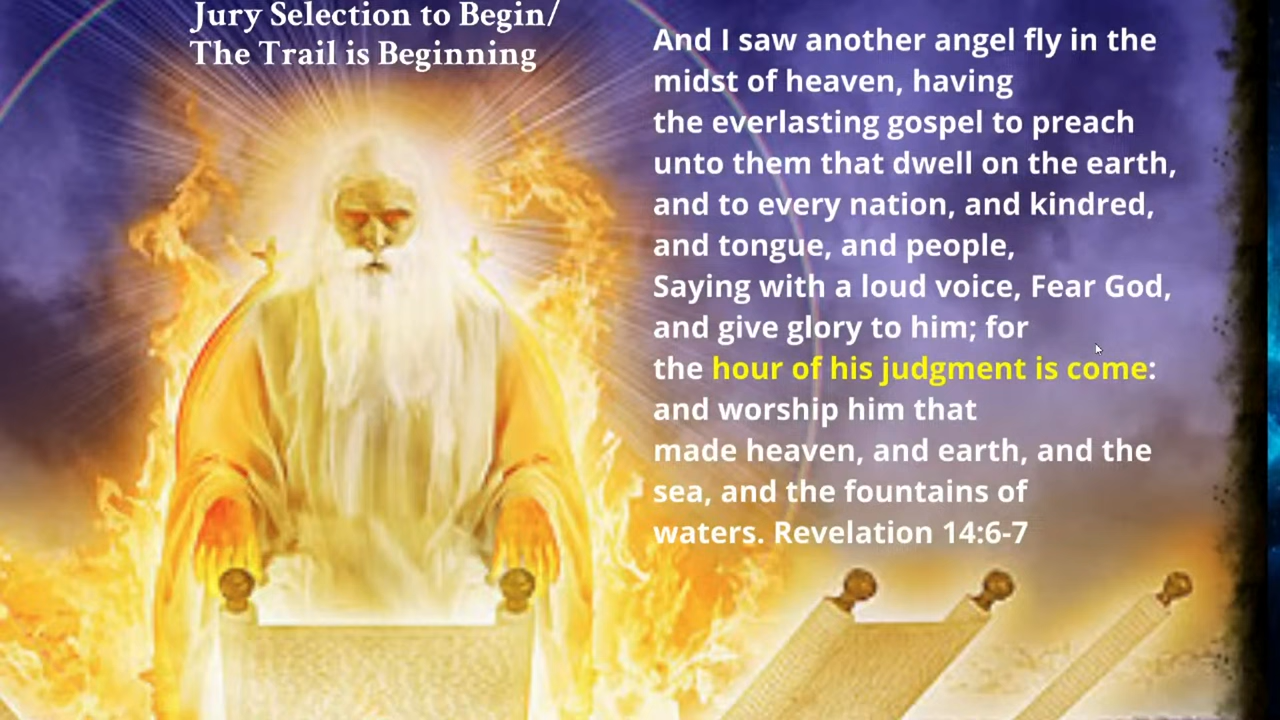 Jury Selection to Begin/
The Trail is Beginning
And I saw another angel fly in the
midst of heaven, having
the everlasting gospel to preach
unto them that dwell on the earth,
and to every nation, and kindred,
and tongue, and people,
Saying with a loud voice, Fear God,
and give glory to him; for
the hour of his judgment is come:
and worship him that
made heaven, and earth, and the
sea, and the fountains of
waters. Revelation 14:6-7